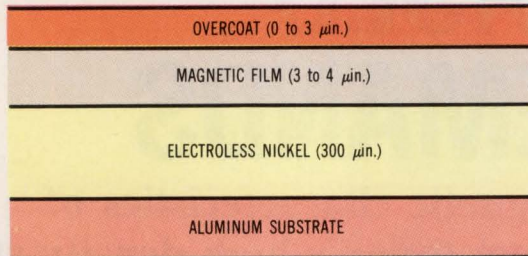 OVERCOAT (0 to 3 μin.)
MAGNETIC FILM (3 to 4 μin.)
ELECTROLESS NICKEL (300 μin.)
ALUMINUM SUBSTRATE